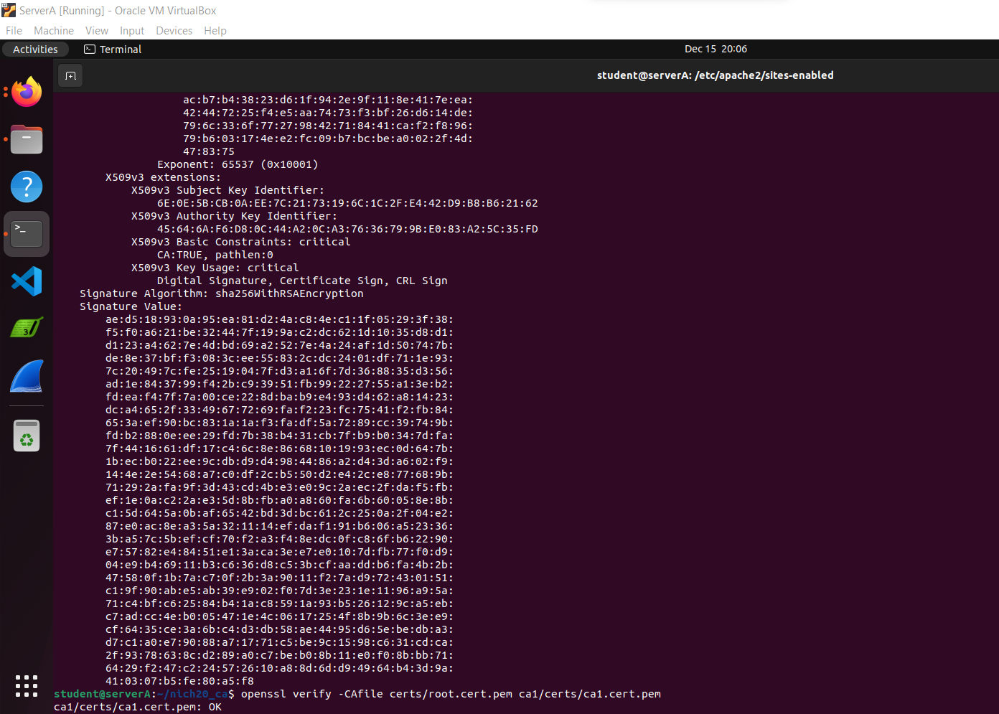 ServerA [Running] - Oracle VM VirtualBox
File Machine View Input Devices Help
Activities Terminal Dec 15 20:06
student@serverA: /etc/apache2/sites-enabled
ac:b7:b4:38:23:d6:1f:94:2e:9f:11:8e:41:7e:ea:
42:44:72:25:f4:e5:aa:74:73:f3:bf:26:d6:14:de:
79:6c:33:6f:77:27:98:42:71:84:41:ca:f2:f8:96:
79:b6:03:17:4e:e2:fc:09:b7:bc:be:a0:02:2f:4d:
47:83:75
Exponent: 65537 (0x10001)
X509v3 extensions:
X509v3 Subject Key Identifier:
6E:0E:5B:CB:0A:EE:7C:21:73:19:6C:1C:2F:E4:42:D9:B8:B6:21:62
X509v3 Authority Key Identifier:
45:64:6A:F6:D8:0C:44:A2:0C:A3:76:36:79:9B:E0:83:A2:5C:35:FD
X509v3 Basic Constraints: critical
CA:TRUE, pathlen:0
X509v3 Key Usage: critical
Digital Signature, Certificate Sign, CRL Sign
Signature Algorithm: sha256WithRSAEncryption
Signature Value:
ae:d5:18:93:0a:95:ea:81:d2:4a:c8:4e:c1:1f:05:29:3f:38:
f5:f0:a6:21:be:32:44:7f:19:9a:c2:dc:62:1d:10:35:d8:d1:
d1:23:a4:62:7e:4d:bd:69:a2:52:7e:4a:24:af:1d:50:74:7b:
de:8e:37:bf:f3:08:3c:ee:55:83:2c:dc:24:01:df:71:1e:93:
7c:20:49:7c:fe:25:19:04:7f:d3:a1:6f:7d:36:88:35:d3:56:
ad:1e:84:37:99:f4:2b:c9:39:51:fb:99:22:27:55:a1:3e:b2:
fd:ea:f4:7f:7a:00:ce:22:8d:ba:b9:e4:93:d4:62:a8:14:23:
dc:a4:65:2f:33:49:67:72:69:fa:f2:23:fc:75:41:f2:fb:84:
65:3a:ef:90:bc:83:1a:1a:f3:fa:df:5a:72:89:cc:39:74:9b:
fd:b2:88:0e:ee:29:fd:7b:38:b4:31:cb:7f:b9:b0:34:7d:fa:
7f:44:16:61:df:17:c4:6c:8e:86:68:10:19:93:ec:0d:64:7b:
1b:ec:b0:22:ee:9c:db:d9:d4:98:44:86:a2:d4:3d:a6:02:f9:
14:4e:2e:54:68:a7:c0:df:2c:b5:50:d2:e4:2c:e8:77:68:9b:
71:29:2a:fa:9f:3d:43:cd:4b:e3:e0:9c:2a:ec:2f:da:f5:fb:
ef:1e:0a:c2:2a:e3:5d:8b:fb:a0:a8:60:fa:6b:60:05:8e:8b:
c1:5d:64:5a:0b:af:65:42:bd:3d:bc:61:2c:25:0a:2f:04:e2:
87:e0:ac:8e:a3:5a:32:11:14:ef:da:f1:91:b6:06:a5:23:36:
3b:a5:7c:5b:ef:cf:70:f2:a3:f4:8e:dc:0f:c8:6f:b6:22:90:
e7:57:82:e4:84:51:e1:3a:ca:3e:e7:e0:10:7d:fb:77:f0:d9:
04:e9:b4:69:11:b3:c6:36:d8:c5:3b:cf:aa:dd:b6:fa:4b:2b:
47:58:0f:1b:7a:c7:0f:2b:3a:90:11:f2:7a:d9:72:43:01:51:
c1:9f:90:ab:e5:ab:39:e9:02:f0:7d:3e:23:1e:11:96:a9:5a:
71:c4:bf:c6:25:84:b4:1a:c8:59:1a:93:b5:26:12:9c:a5:eb:
c7:ad:cc:4e:b0:05:47:1e:4c:06:17:25:4f:8b:9b:6c:3e:e9:
cf:64:35:ce:3a:6b:c4:d3:db:58:ae:44:95:d6:5e:be:db:a3:
d7:c1:a0:e7:90:88:a7:17:71:c5:be:9c:15:98:c6:31:cd:ca:
2f:93:78:63:8c:d2:89:a0:c7:be:b0:8b:11:e0:f0:8b:bb:71:
64:29:f2:47:c2:24:57:26:10:a8:8d:6d:d9:49:64:b4:3d:9a:
41:03:07:b5:fe:80:a5:f8
student@serverA:~/nich20_ca$ openssl verify -CAfile certs/root.cert.pem ca1/certs/ca1.cert.pem
ca1/certs/ca1.cert.pem: OK